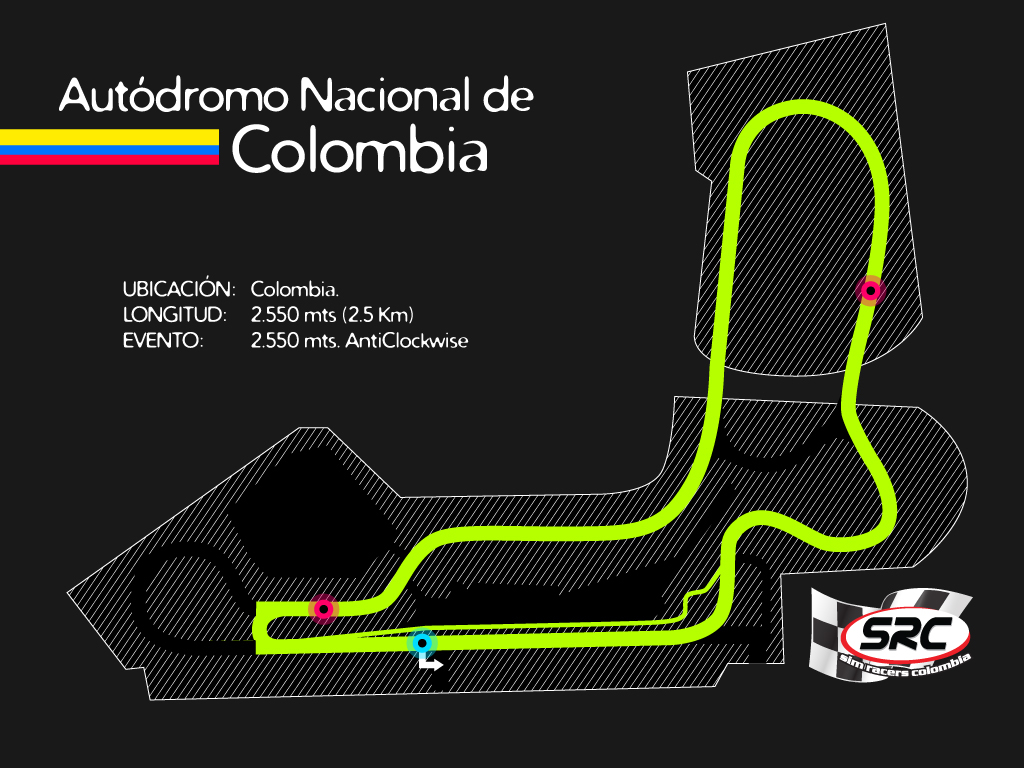 Autódromo Nacional de
Colombia
UBICACIÓN: Colombia.
LONGITUD: 2.550 mts (2.5 Km)
EVENTO: 2.550 mts. AntiClockwise
SRC
sim racers colombia